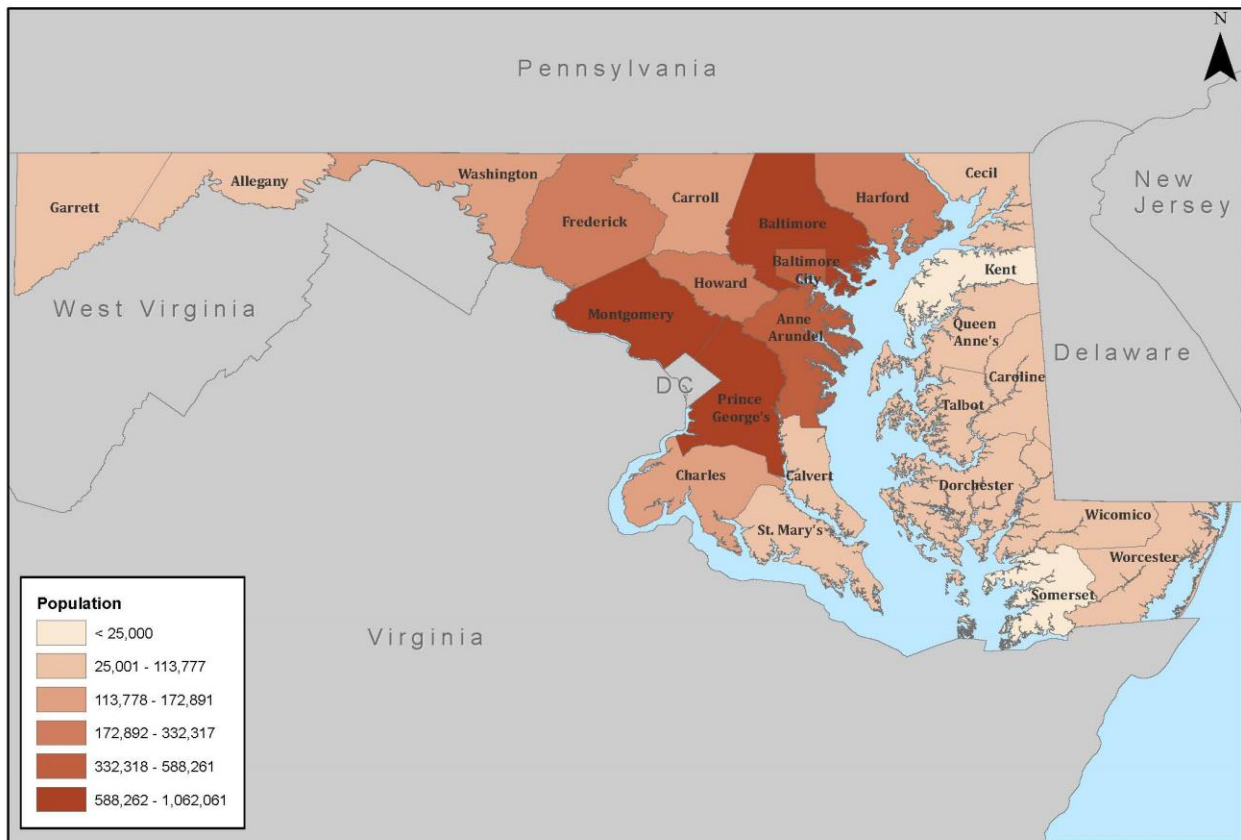 N
Pennsylvania
New
Jersey
Garrett
Allegany
Washington
Frederick
Carroll
Baltimore
Harford
Cecil
Baltimore
City
Kent
Howard
West Virginia
Montgomery
Anne
Arundel
Queen
Anne's
Delaware
DC
Caroline
Prince
George's
Talbot
Charles
Calvert
Dorchester
St. Mary's
Wicomico
Worcester
Somerset
Virginia
Population
< 25,000
25,001 - 113,777
113,778 - 172,891
172,892 - 332,317
332,318 - 588,261
588,262 - 1,062,061